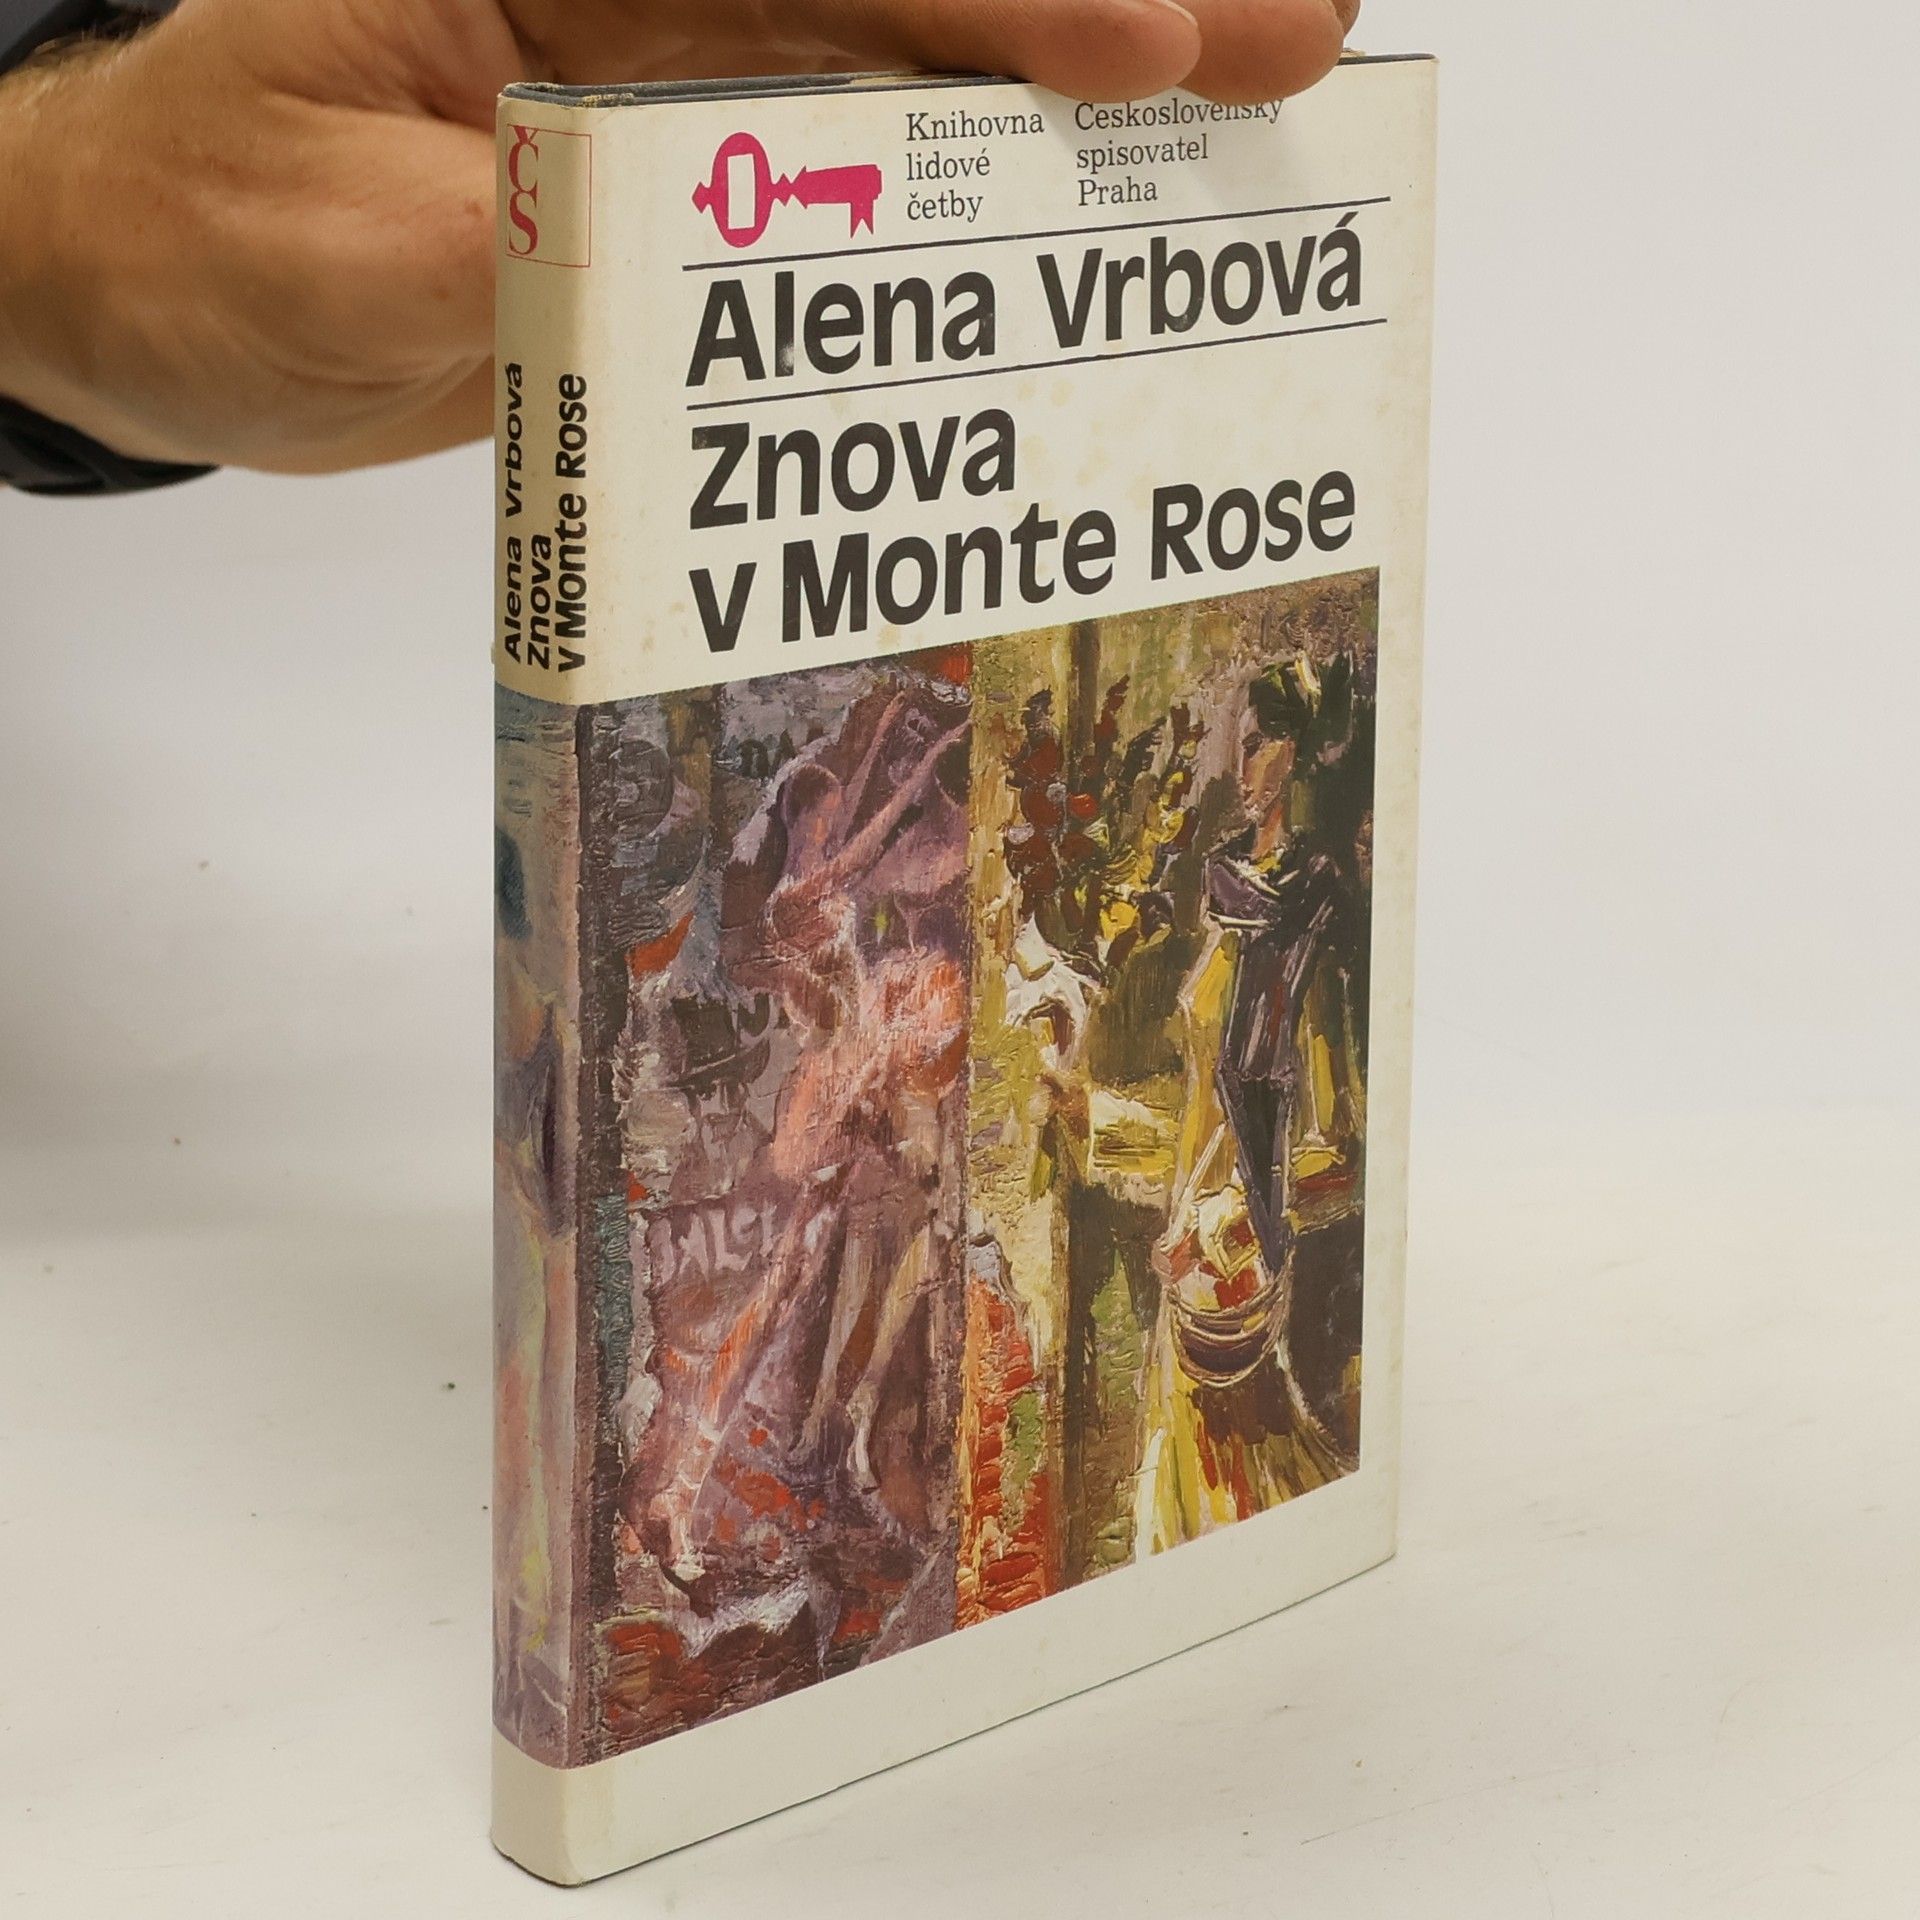 Knihovna
lidové
četby
Československý
spisovatel
Praha
Alena Vrbová
Znova
v Monte Rose
ČS
Alena Vrbová
Znova
v Monte Rose